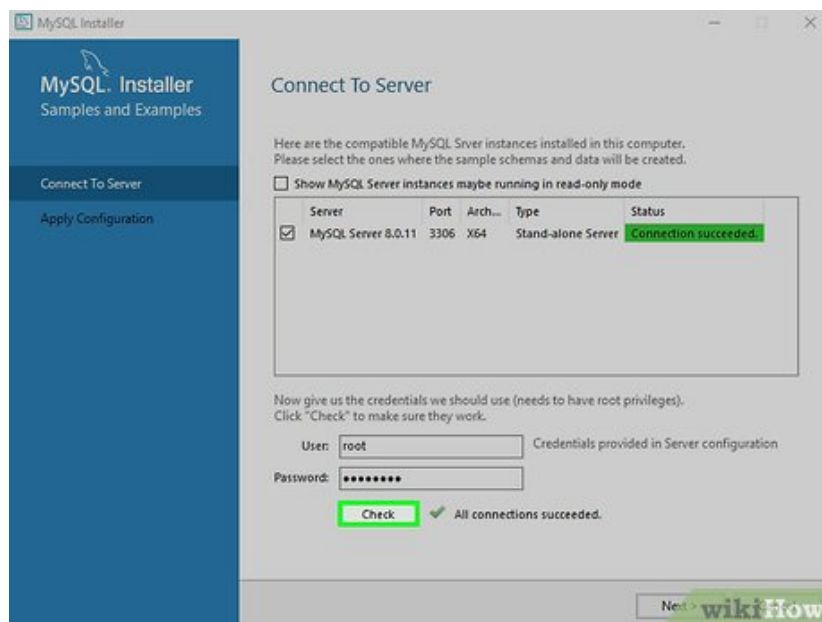 MySQL Installer
MySQL. Installer
Samples and Examples
Connect To Server
Apply Configuration
Connect To Server
Here are the compatible MySQL Srver instances installed in this computer.
Please select the ones where the sample schemas and data will be created.
Show MySQL Server instances maybe running in read-only mode
Server Port Arch... Type Status
MySQL Server 8.0.11 3306 X64 Stand-alone Server Connection succeeded.
Now give us the credentials we should use (needs to have root privileges).
Click "Check" to make sure they work.
User: root Credentials provided in Server configuration
Password: ••••••••
Check All connections succeeded.
Next > wikiHow